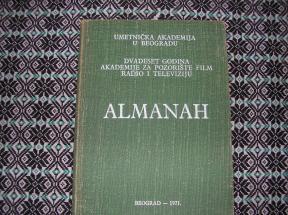 UMETNIČKA AKADEMIJA
U BEOGRADU
DVADESET GODINA
AKADEMIJE ZA POZORIŠTE FILM
RADIO I TELEVIZIJU
ALMANAH
BEOGRAD — 1971.